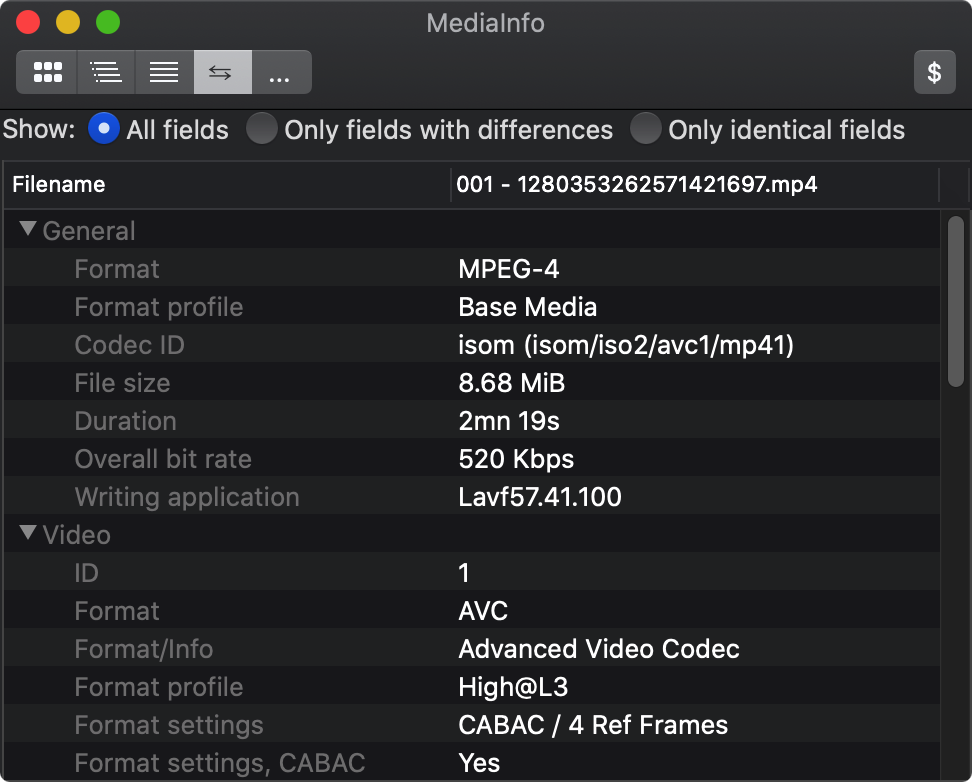 MediaInfo
... $
Show: All fields Only fields with differences Only identical fields
Filename 001 - 1280353262571421697.mp4
General
Format MPEG-4
Format profile Base Media
Codec ID isom (isom/iso2/avc1/mp41)
File size 8.68 MiB
Duration 2mn 19s
Overall bit rate 520 Kbps
Writing application Lavf57.41.100
Video
ID 1
Format AVC
Format/Info Advanced Video Codec
Format profile High@L3
Format settings CABAC / 4 Ref Frames
Format settings, CABAC Yes